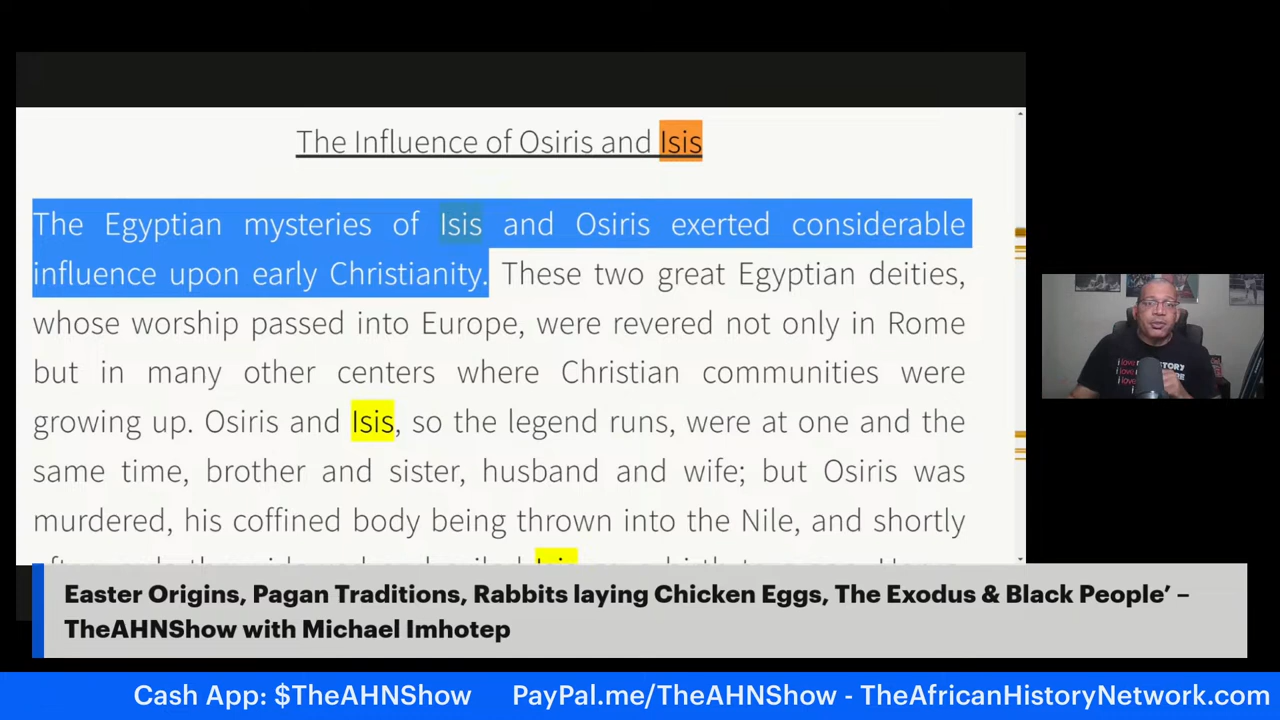 The Influence of Osiris and Isis
The Egyptian mysteries of Isis and Osiris exerted considerable
influence upon early Christianity. These two great Egyptian deities,
whose worship passed into Europe, were revered not only in Rome
but in many other centers where Christian communities were
growing up. Osiris and Isis, so the legend runs, were at one and the
same time, brother and sister, husband and wife; but Osiris was
murdered, his coffined body being thrown into the Nile, and shortly
Isis
i love
i love
i love
Easter Origins, Pagan Traditions, Rabbits laying Chicken Eggs, The Exodus & Black People’ –
TheAHNShow with Michael Imhotep
Cash App: $TheAHNShow PayPal.me/TheAHNShow - TheAfricanHistoryNetwork.com